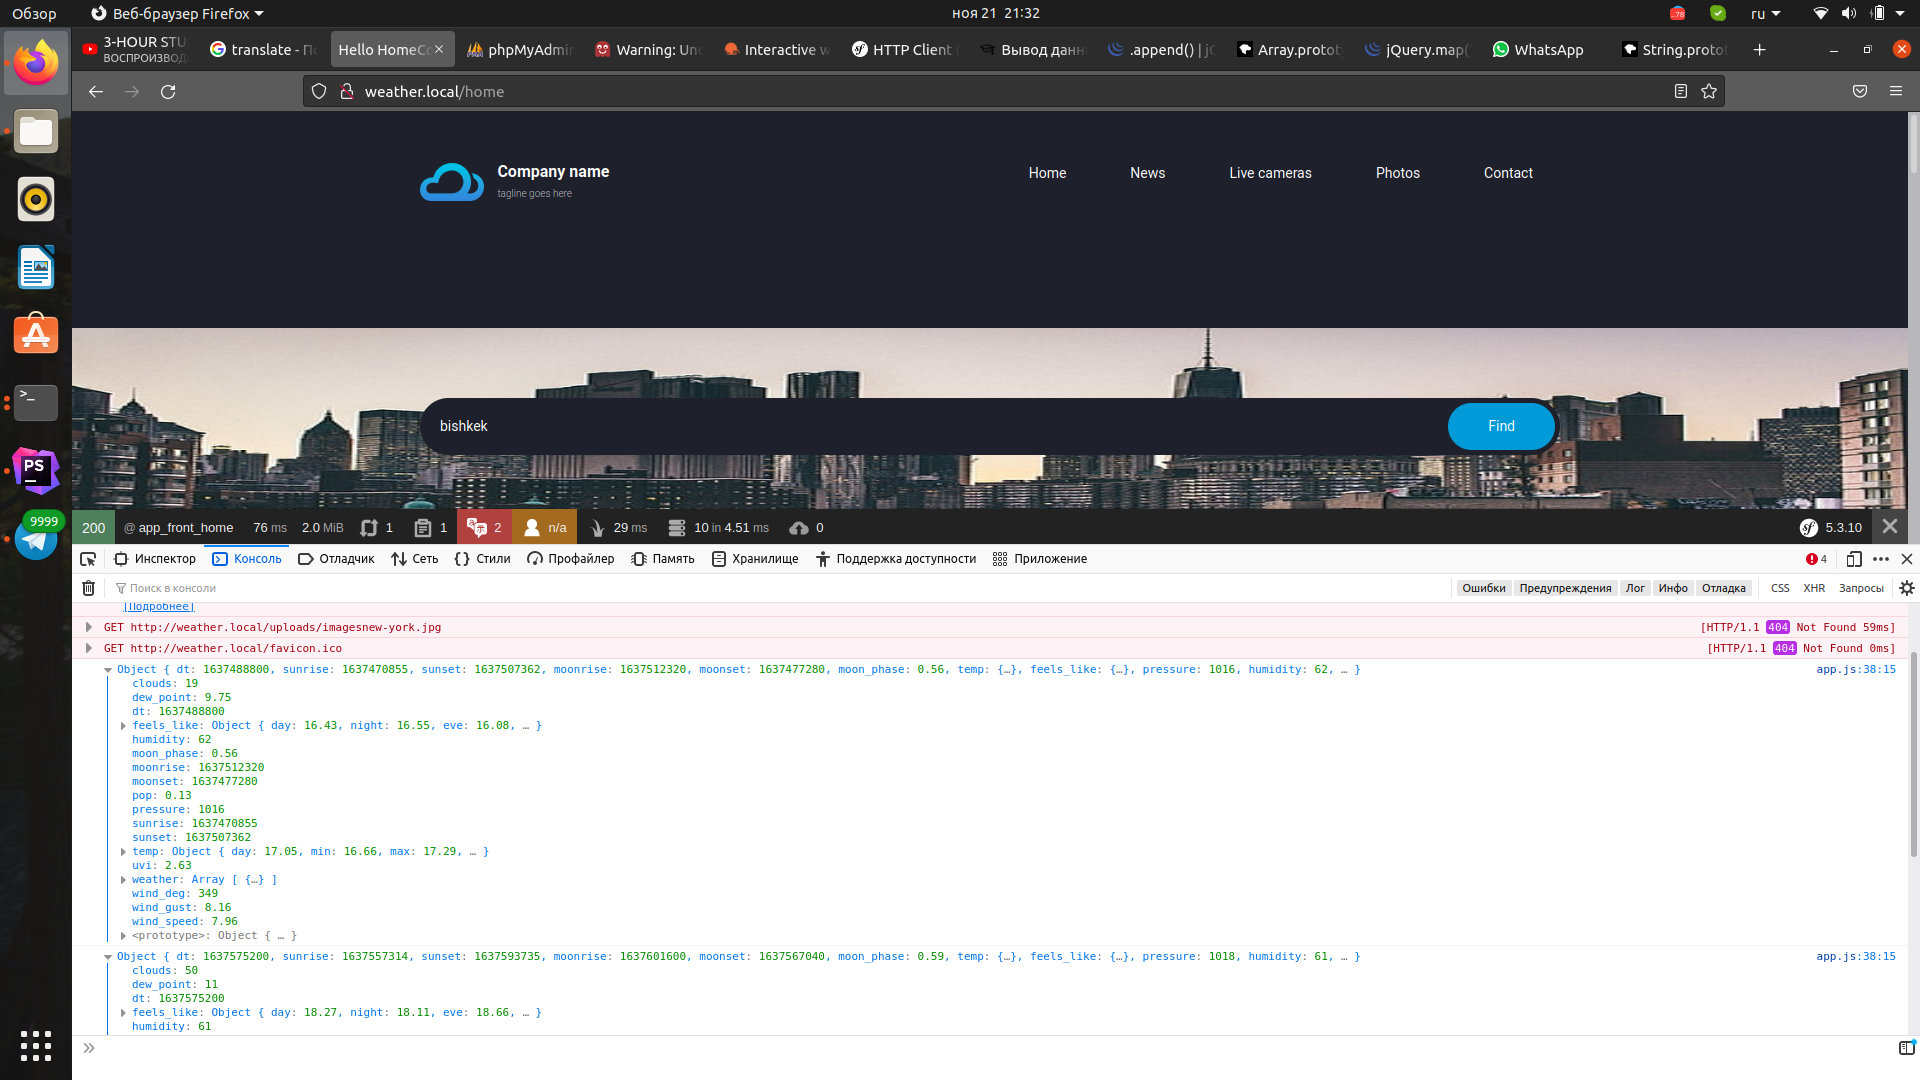 Обзор
Веб-браузер Firefox
ноя 21 21:32
78
ru
3-HOUR STU
ВОСПРОИЗВОД
translate - По
Hello HomeCo
phpMyAdmin
Warning: Und
Interactive w
HTTP Client (
Вывод данн
.append() | jQ
Array.protot
jQuery.map(
WhatsApp
String.protot
weather.local/home
Company name
tagline goes here
Home
News
Live cameras
Photos
Contact
bishkek
Find
PS
9999
200
@ app_front_home
76 ms
2.0 MiB
1
1
2
n/a
29 ms
10 in 4.51 ms
0
5.3.10
Инспектор
Консоль
Отладчик
Сеть
Стили
Профайлер
Память
Хранилище
Поддержка доступности
Приложение
4
Поиск в консоли
Ошибки
Предупреждения
Лог
Инфо
Отладка
CSS
XHR
Запросы
[Подробнее]
GET http://weather.local/uploads/imagesnew-york.jpg [HTTP/1.1 404 Not Found 59ms]
GET http://weather.local/favicon.ico [HTTP/1.1 404 Not Found 0ms]
Object { dt: 1637488800, sunrise: 1637470855, sunset: 1637507362, moonrise: 1637512320, moonset: 1637477280, moon_phase: 0.56, temp: {…}, feels_like: {…}, pressure: 1016, humidity: 62, … } app.js:38:15
clouds: 19
dew_point: 9.75
dt: 1637488800
feels_like: Object { day: 16.43, night: 16.55, eve: 16.08, … }
humidity: 62
moon_phase: 0.56
moonrise: 1637512320
moonset: 1637477280
pop: 0.13
pressure: 1016
sunrise: 1637470855
sunset: 1637507362
temp: Object { day: 17.05, min: 16.66, max: 17.29, … }
uvi: 2.63
weather: Array [ {…} ]
wind_deg: 349
wind_gust: 8.16
wind_speed: 7.96
<prototype>: Object { … }
Object { dt: 1637575200, sunrise: 1637557314, sunset: 1637593735, moonrise: 1637601600, moonset: 1637567040, moon_phase: 0.59, temp: {…}, feels_like: {…}, pressure: 1018, humidity: 61, … } app.js:38:15
clouds: 50
dew_point: 11
dt: 1637575200
feels_like: Object { day: 18.27, night: 18.11, eve: 18.66, … }
humidity: 61